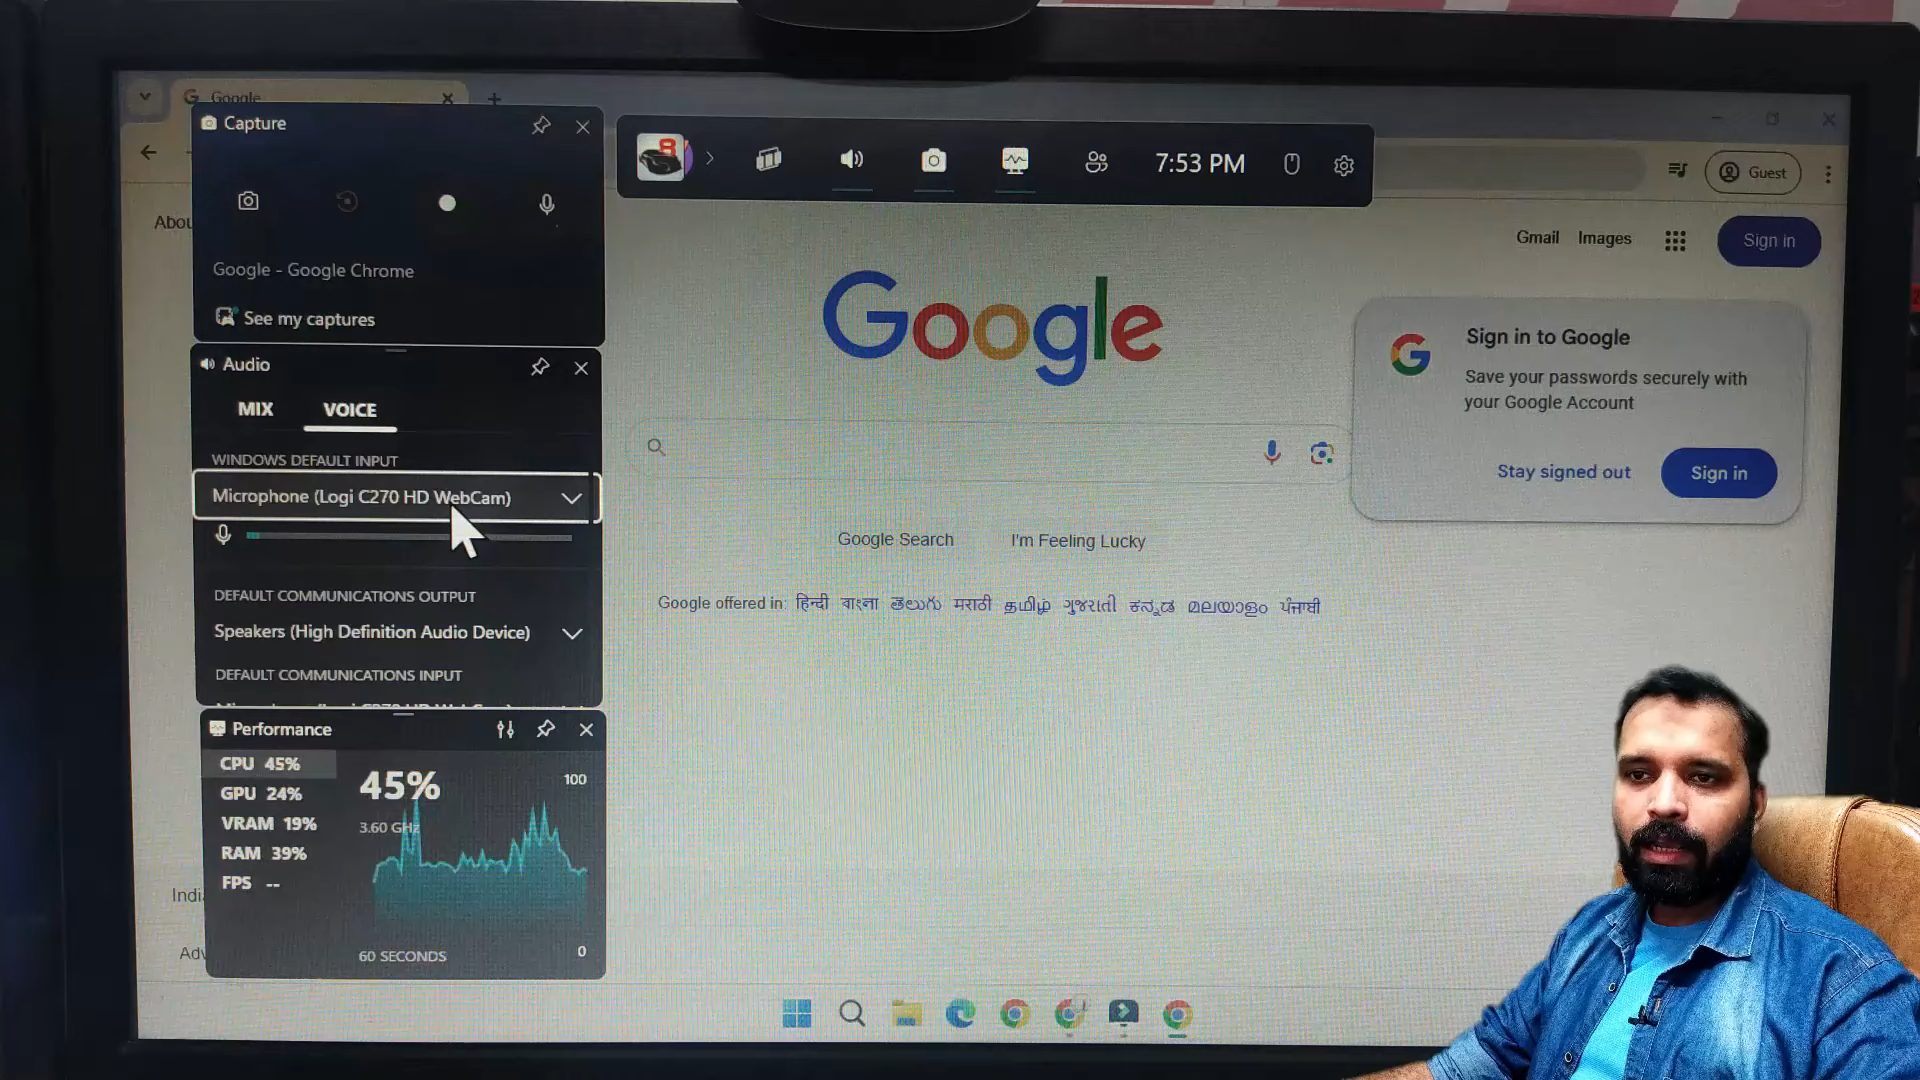 Google
Capture
Google - Google Chrome
See my captures
7:53 PM
Guest
Abou
Gmail Images
Sign in
Google
Sign in to Google
Save your passwords securely with
your Google Account
Stay signed out
Sign in
Audio
MIX VOICE
WINDOWS DEFAULT INPUT
Microphone (Logi C270 HD WebCam)
DEFAULT COMMUNICATIONS OUTPUT
Speakers (High Definition Audio Device)
DEFAULT COMMUNICATIONS INPUT
Google Search
I'm Feeling Lucky
Google offered in: हिन्दी বাংলা తెలుగు मराठी தமிழ் ગુજરાતી ಕನ್ನಡ മലയാളം ਪੰਜਾਬੀ
Performance
CPU 45%
GPU 24%
VRAM 19%
RAM 39%
FPS --
45%
100
3.60 GHz
60 SECONDS
0
Indi
Adv